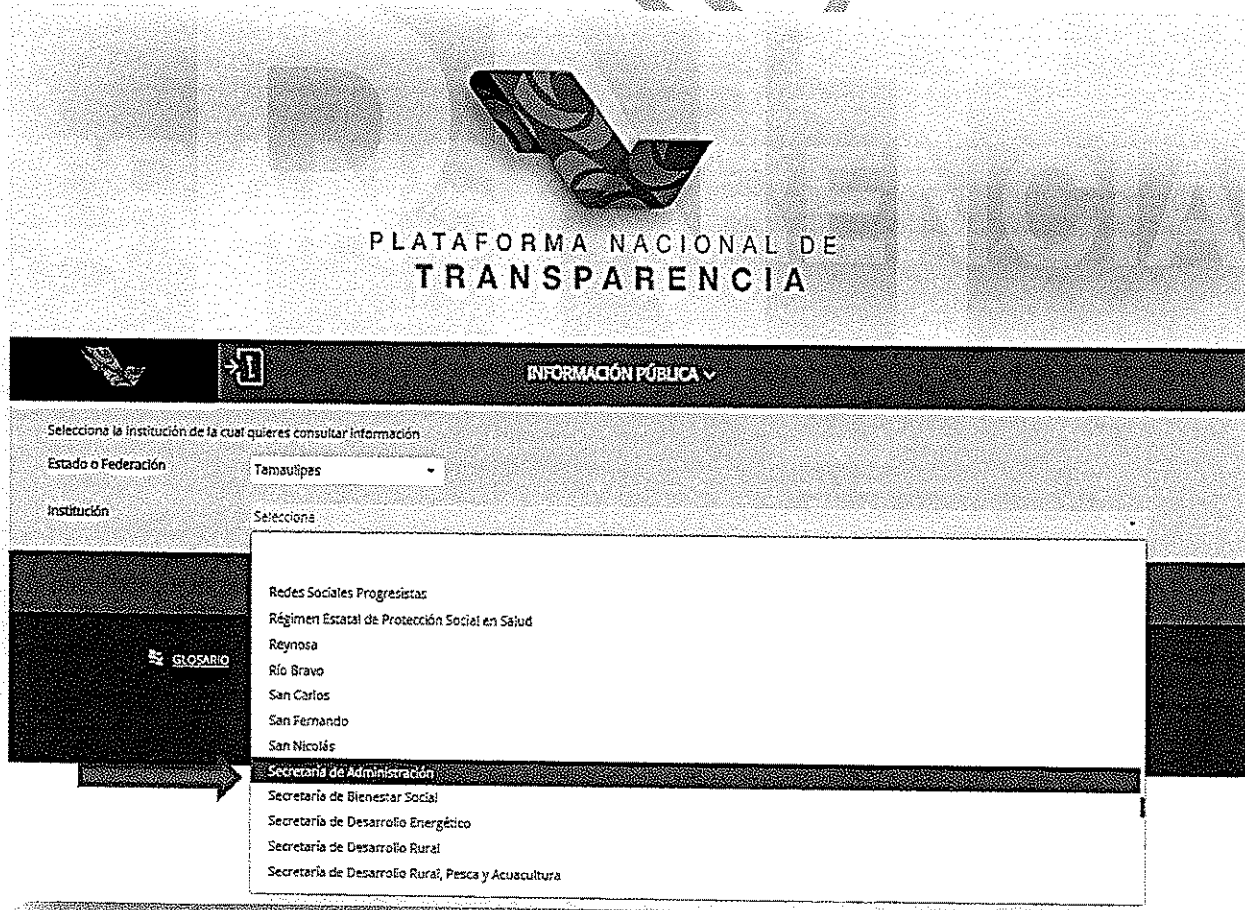 PLATAFORMA NACIONAL DE
TRANSPARENCIA
INFORMACIÓN PÚBLICA
Selecciona la institución de la cual quieres consultar información
Estado o Federación
Tamaulipas
Institución
Selecciona
Redes Sociales Progresistas
Régimen Estatal de Protección Social en Salud
Reynosa
Río Bravo
San Carlos
San Fernando
San Nicolás
Secretaría de Administración
Secretaría de Bienestar Social
Secretaría de Desarrollo Energético
Secretaría de Desarrollo Rural
Secretaría de Desarrollo Rural, Pesca y Acuacultura
GLOSARIO